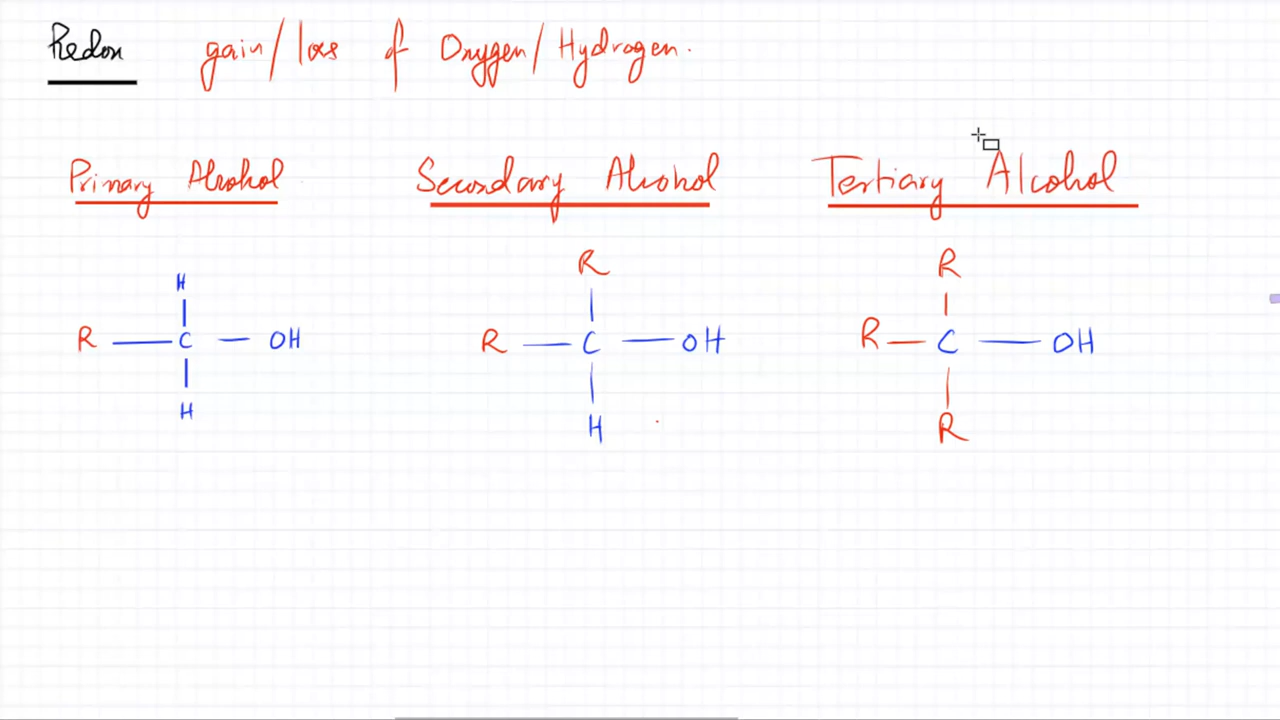 Redox gain/loss of Oxygen/Hydrogen.
Primary Alcohol Secondary Alcohol Tertiary Alcohol
R R
H
R — C — OH R — C — OH R — C — OH
H
H R